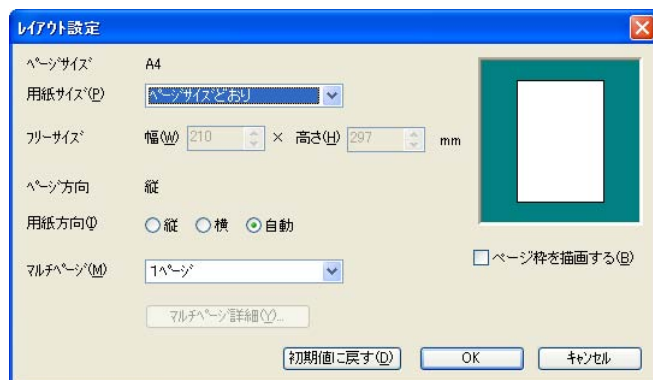 ﾚｲｱｳﾄ設定
ﾍﾟｰｼﾞｻｲｽﾞ A4
用紙ｻｲｽﾞ(P) ﾍﾟｰｼﾞｻｲｽﾞどおり
ﾌﾘｰｻｲｽﾞ 幅(W) 210 × 高さ(H) 297 mm
ﾍﾟｰｼﾞ方向 縦
用紙方向(I) 縦 横 自動
ページ枠を描画する(B)
ﾏﾙﾁﾍﾟｰｼﾞ(M) 1ﾍﾟｰｼﾞ
ﾏﾙﾁﾍﾟｰｼﾞ詳細(Y)...
初期値に戻す(D) OK ｷｬﾝｾﾙ